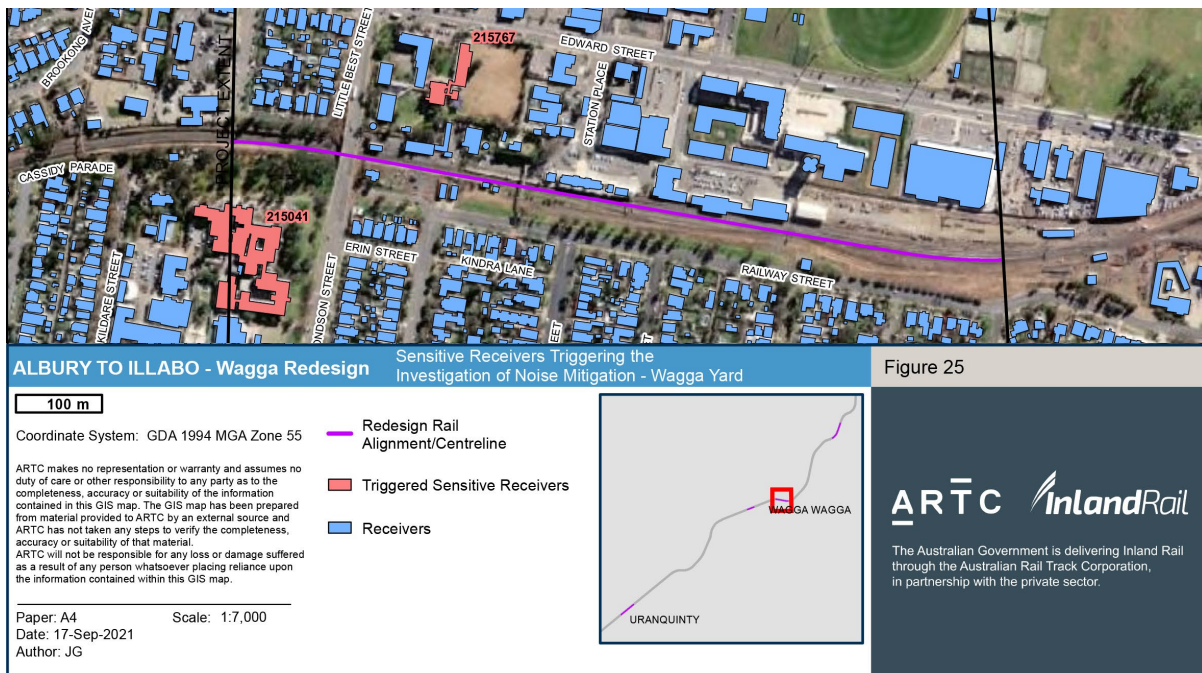 BROOKONG AVEN
PROJECT EXTENT
LITTLE BEST STREET
215767
EDWARD STREET
STATION PLACE
CASSIDY PARADE
215041
KILDARE STREET
ERIN STREET
NDSON STREET
KINDRA LANE
EET
ET
RAILWAY STREET
ALBURY TO ILLABO - Wagga Redesign
Sensitive Receivers Triggering the
Investigation of Noise Mitigation - Wagga Yard
Figure 25
100 m
Coordinate System: GDA 1994 MGA Zone 55
ARTC makes no representation or warranty and assumes no
duty of care or other responsibility to any party as to the
completeness, accuracy or suitability of the information
contained in this GIS map. The GIS map has been prepared
from material provided to ARTC by an external source and
ARTC has not taken any steps to verify the completeness,
accuracy or suitability of that material.
ARTC will not be responsible for any loss or damage suffered
as a result of any person whatsoever placing reliance upon
the information contained within this GIS map.
Paper: A4 Scale: 1:7,000
Date: 17-Sep-2021
Author: JG
Redesign Rail
Alignment/Centreline
Triggered Sensitive Receivers
Receivers
WAGGA WAGGA
URANQUINTY
ARTC InlandRail
The Australian Government is delivering Inland Rail
through the Australian Rail Track Corporation,
in partnership with the private sector.